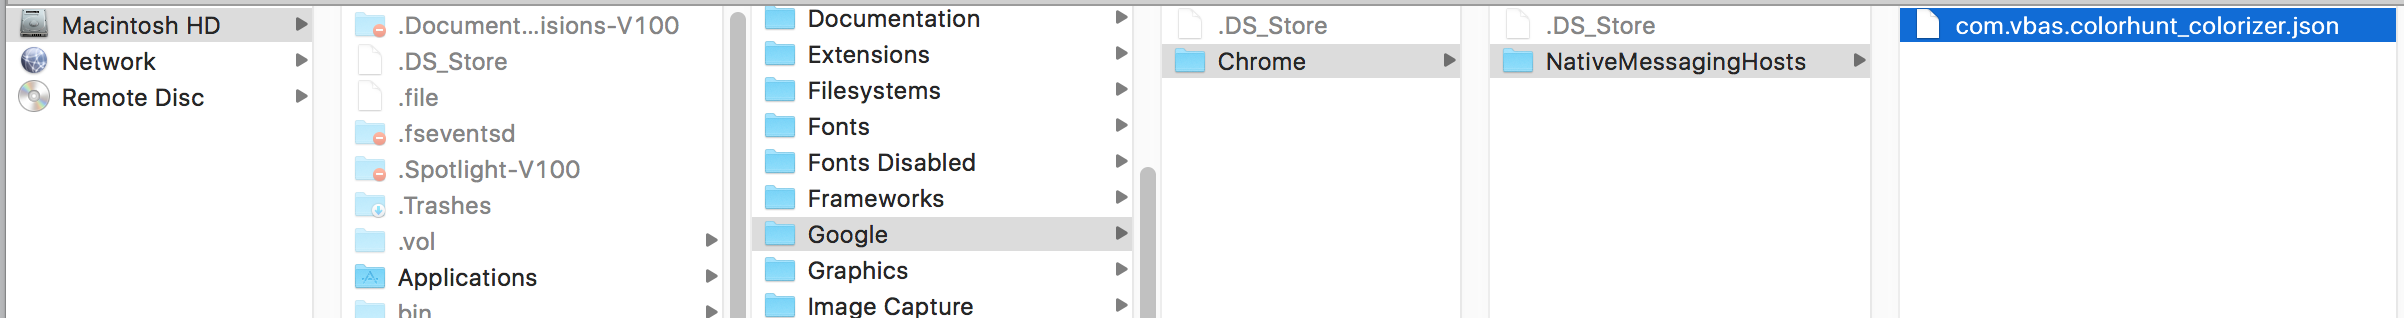 Macintosh HD
Network
Remote Disc
.Document...isions-V100
.DS_Store
.file
.fseventsd
.Spotlight-V100
.Trashes
.vol
Applications
bin
Documentation
Extensions
Filesystems
Fonts
Fonts Disabled
Frameworks
Google
Graphics
Image Capture
.DS_Store
Chrome
.DS_Store
NativeMessagingHosts
com.vbas.colorhunt_colorizer.json